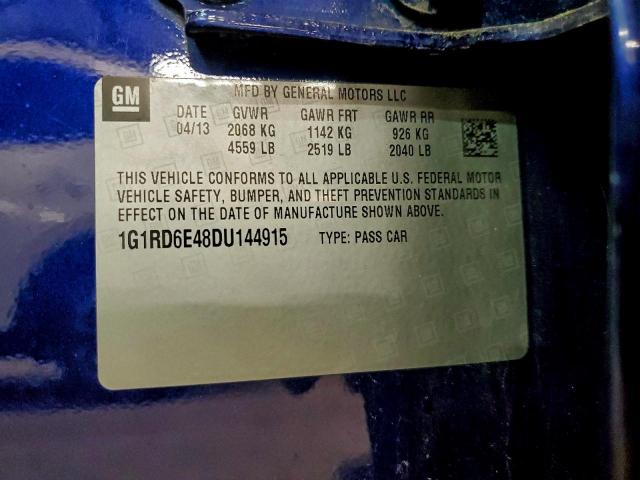 GM
MFD BY GENERAL MOTORS LLC
DATE GVWR GAWR FRT GAWR RR
04/13 2068 KG 1142 KG 926 KG
4559 LB 2519 LB 2040 LB
THIS VEHICLE CONFORMS TO ALL APPLICABLE U.S. FEDERAL MOTOR
VEHICLE SAFETY, BUMPER, AND THEFT PREVENTION STANDARDS IN
EFFECT ON THE DATE OF MANUFACTURE SHOWN ABOVE.
1G1RD6E48DU144915 TYPE: PASS CAR